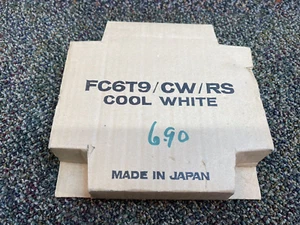 FC6T9/CW/RS
COOL WHITE
6.90
MADE IN JAPAN